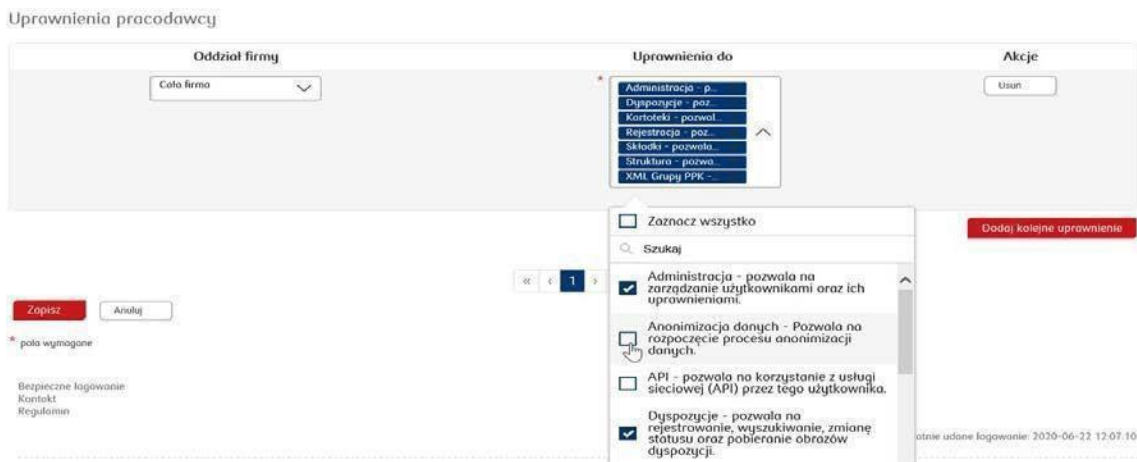 Uprawnienia pracodawcy
Oddział firmy
Uprawnienia do
Akcje
Cała firma
*
Administracja - p...
Dyspozycje - poz...
Kartoteki - pozwal...
Rejestracja - poz...
Składki - pozwala...
Struktura - pozwa...
XML Grupy PPK -...
Usuń
Zaznacz wszystko
Dodaj kolejne uprawnienie
Szukaj
« ‹ 1 ›
Administracja - pozwala na
zarządzanie użytkownikami oraz ich
uprawnieniami.
Anonimizacja danych - Pozwala na
rozpoczęcie procesu anonimizacji
danych.
API - pozwala na korzystanie z usługi
sieciowej (API) przez tego użytkownika.
Dyspozycje - pozwala na
rejestrowanie, wyszukiwanie, zmianę
statusu oraz pobieranie obrazów
dyspozycji.
Zapisz
Anuluj
* pola wymagane
Bezpieczne logowanie
Kontakt
Regulamin
atnie udane logowanie: 2020-06-22 12:07:10